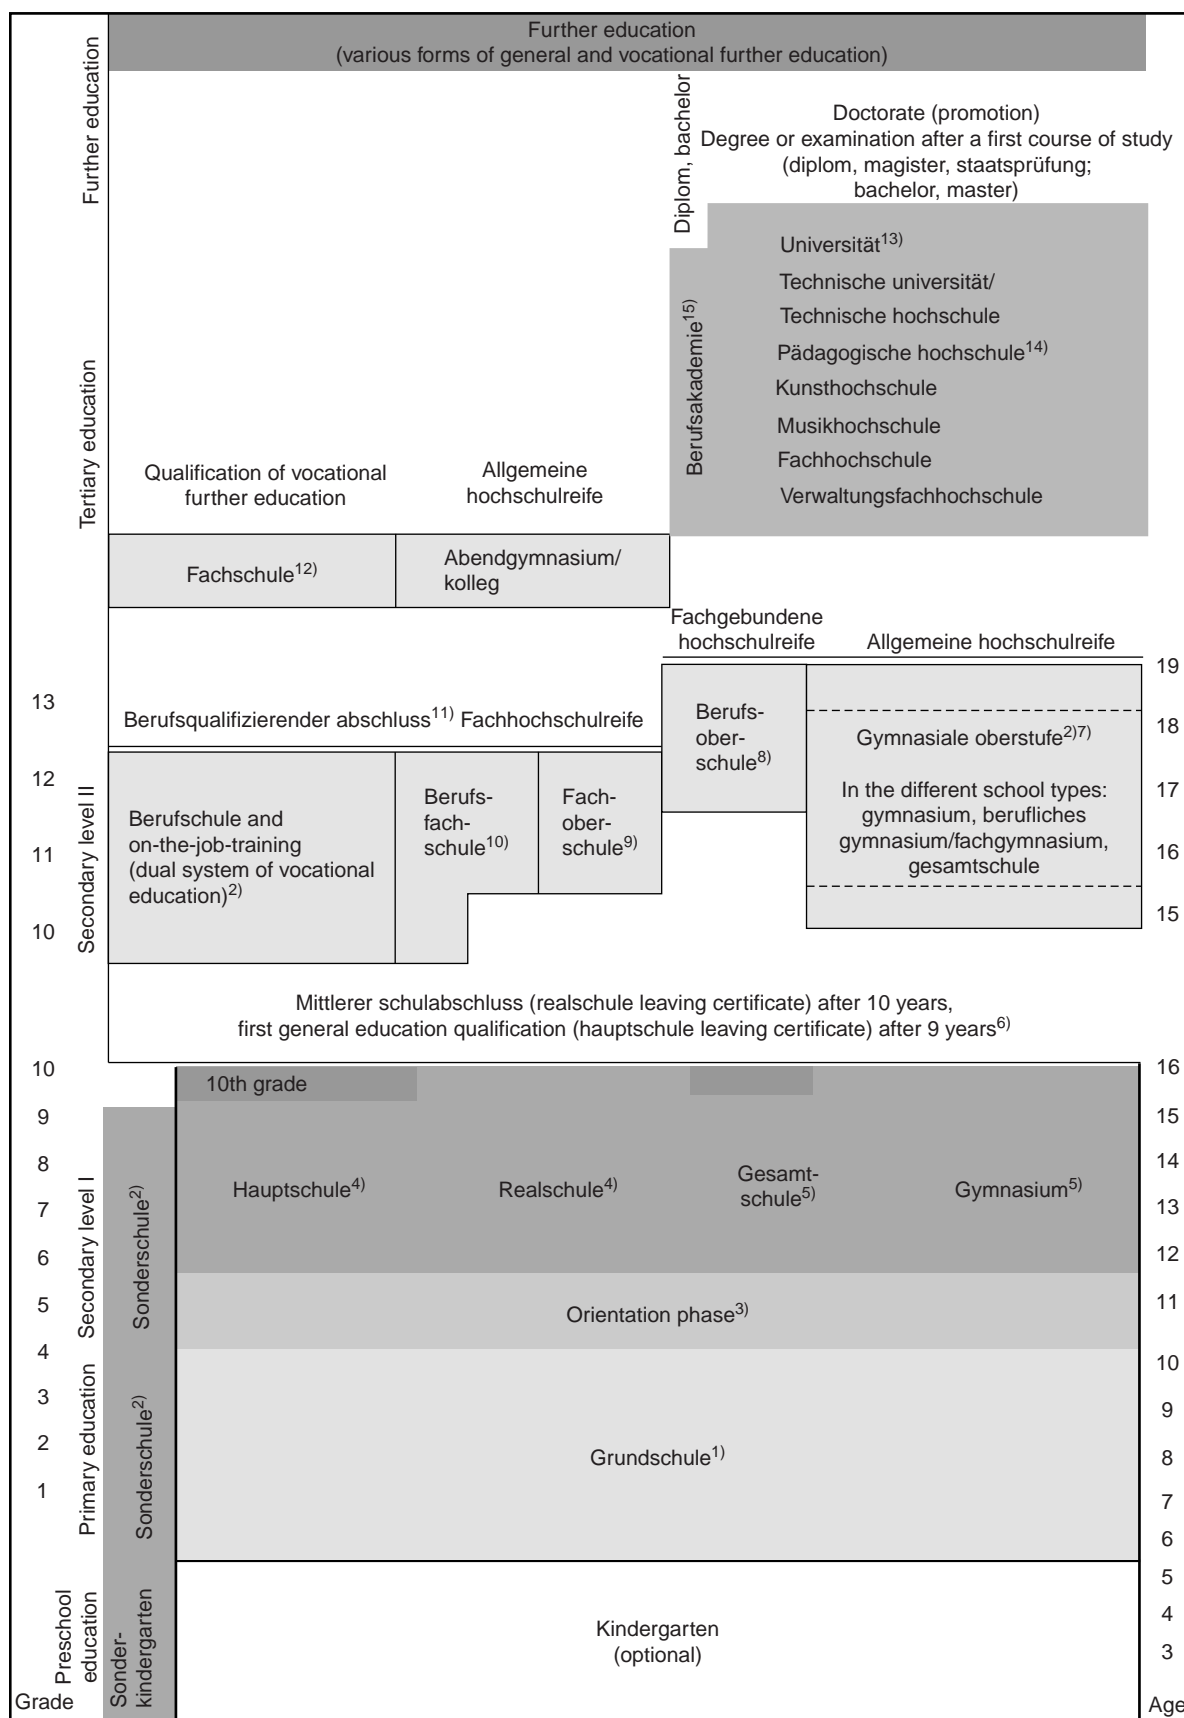 Further education
(various forms of general and vocational further education)
Further education
Diplom, bachelor
Doctorate (promotion)
Degree or examination after a first course of study
(diplom, magister, staatsprüfung;
bachelor, master)
Tertiary education
Berufsakademie15)
Universität13)
Technische universität/
Technische hochschule
Pädagogische hochschule14)
Kunsthochschule
Musikhochschule
Fachhochschule
Verwaltungsfachhochschule
Qualification of vocational
further education
Allgemeine
hochschulreife
Fachschule12)
Abendgymnasium/
kolleg
Fachgebundene
hochschulreife
Allgemeine hochschulreife
19
13
Berufsqualifizierender abschluss11) Fachhochschulreife
Berufs-
ober-
schule8)
Gymnasiale oberstufe2)7)
In the different school types:
gymnasium, berufliches
gymnasium/fachgymnasium,
gesamtschule
18
17
16
15
12
11
10
Secondary level II
Berufschule and
on-the-job-training
(dual system of vocational
education)2)
Berufs-
fach-
schule10)
Fach-
ober-
schule9)
Mittlerer schulabschluss (realschule leaving certificate) after 10 years,
first general education qualification (hauptschule leaving certificate) after 9 years6)
10
9
8
7
6
5
4
3
2
1
Secondary level I
Sonderschule2)
10th grade
Hauptschule4)
Realschule4)
Gesamt-
schule5)
Gymnasium5)
Orientation phase3)
16
15
14
13
12
11
10
9
8
7
6
5
4
3
Primary education
Sonderschule2)
Grundschule1)
Preschool
education
Sonder-
kindergarten
Kindergarten
(optional)
Grade
Age